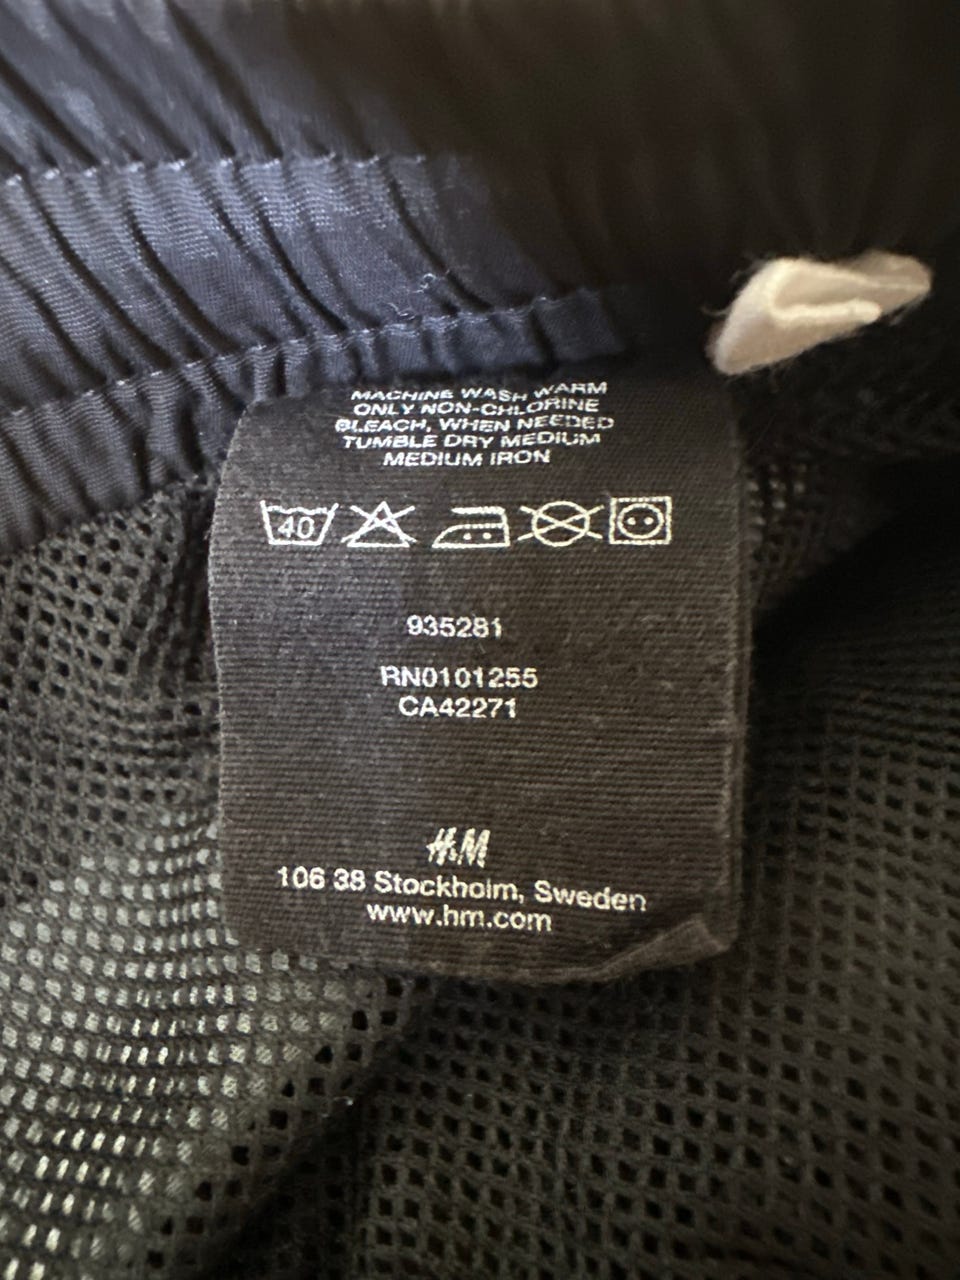 MACHINE WASH WARM
ONLY NON-CHLORINE
BLEACH, WHEN NEEDED
TUMBLE DRY MEDIUM
MEDIUM IRON
40
935281
RN0101255
CA42271
H&M
106 38 Stockholm, Sweden
www.hm.com